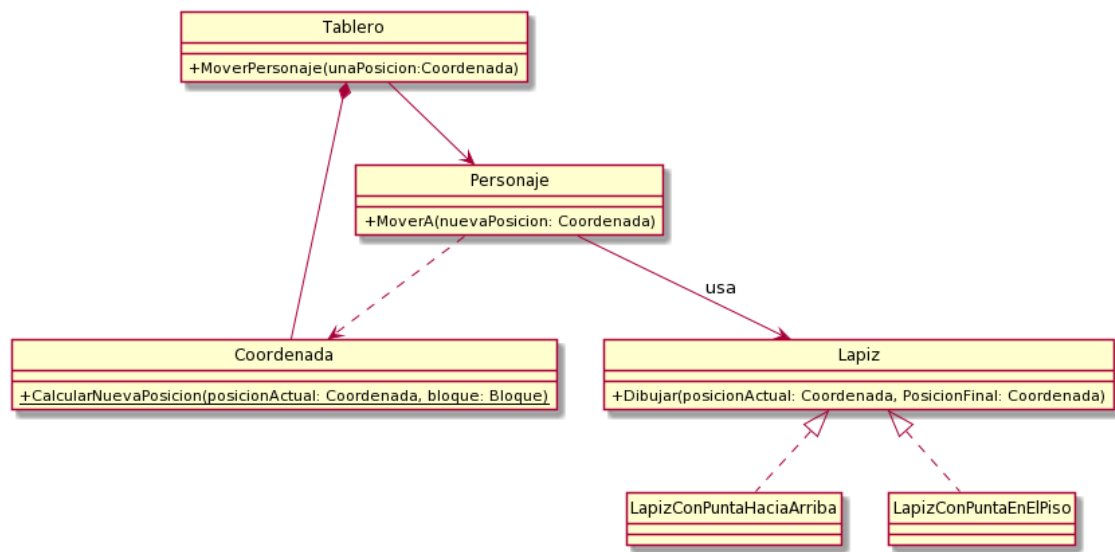 Tablero
+MoverPersonaje(unaPosicion:Coordenada)
Personaje
+MoverA(nuevaPosicion: Coordenada)
usa
Coordenada
+CalcularNuevaPosicion(posicionActual: Coordenada, bloque: Bloque)
Lapiz
+Dibujar(posicionActual: Coordenada, PosicionFinal: Coordenada)
LapizConPuntaHaciaArriba
LapizConPuntaEnElPiso